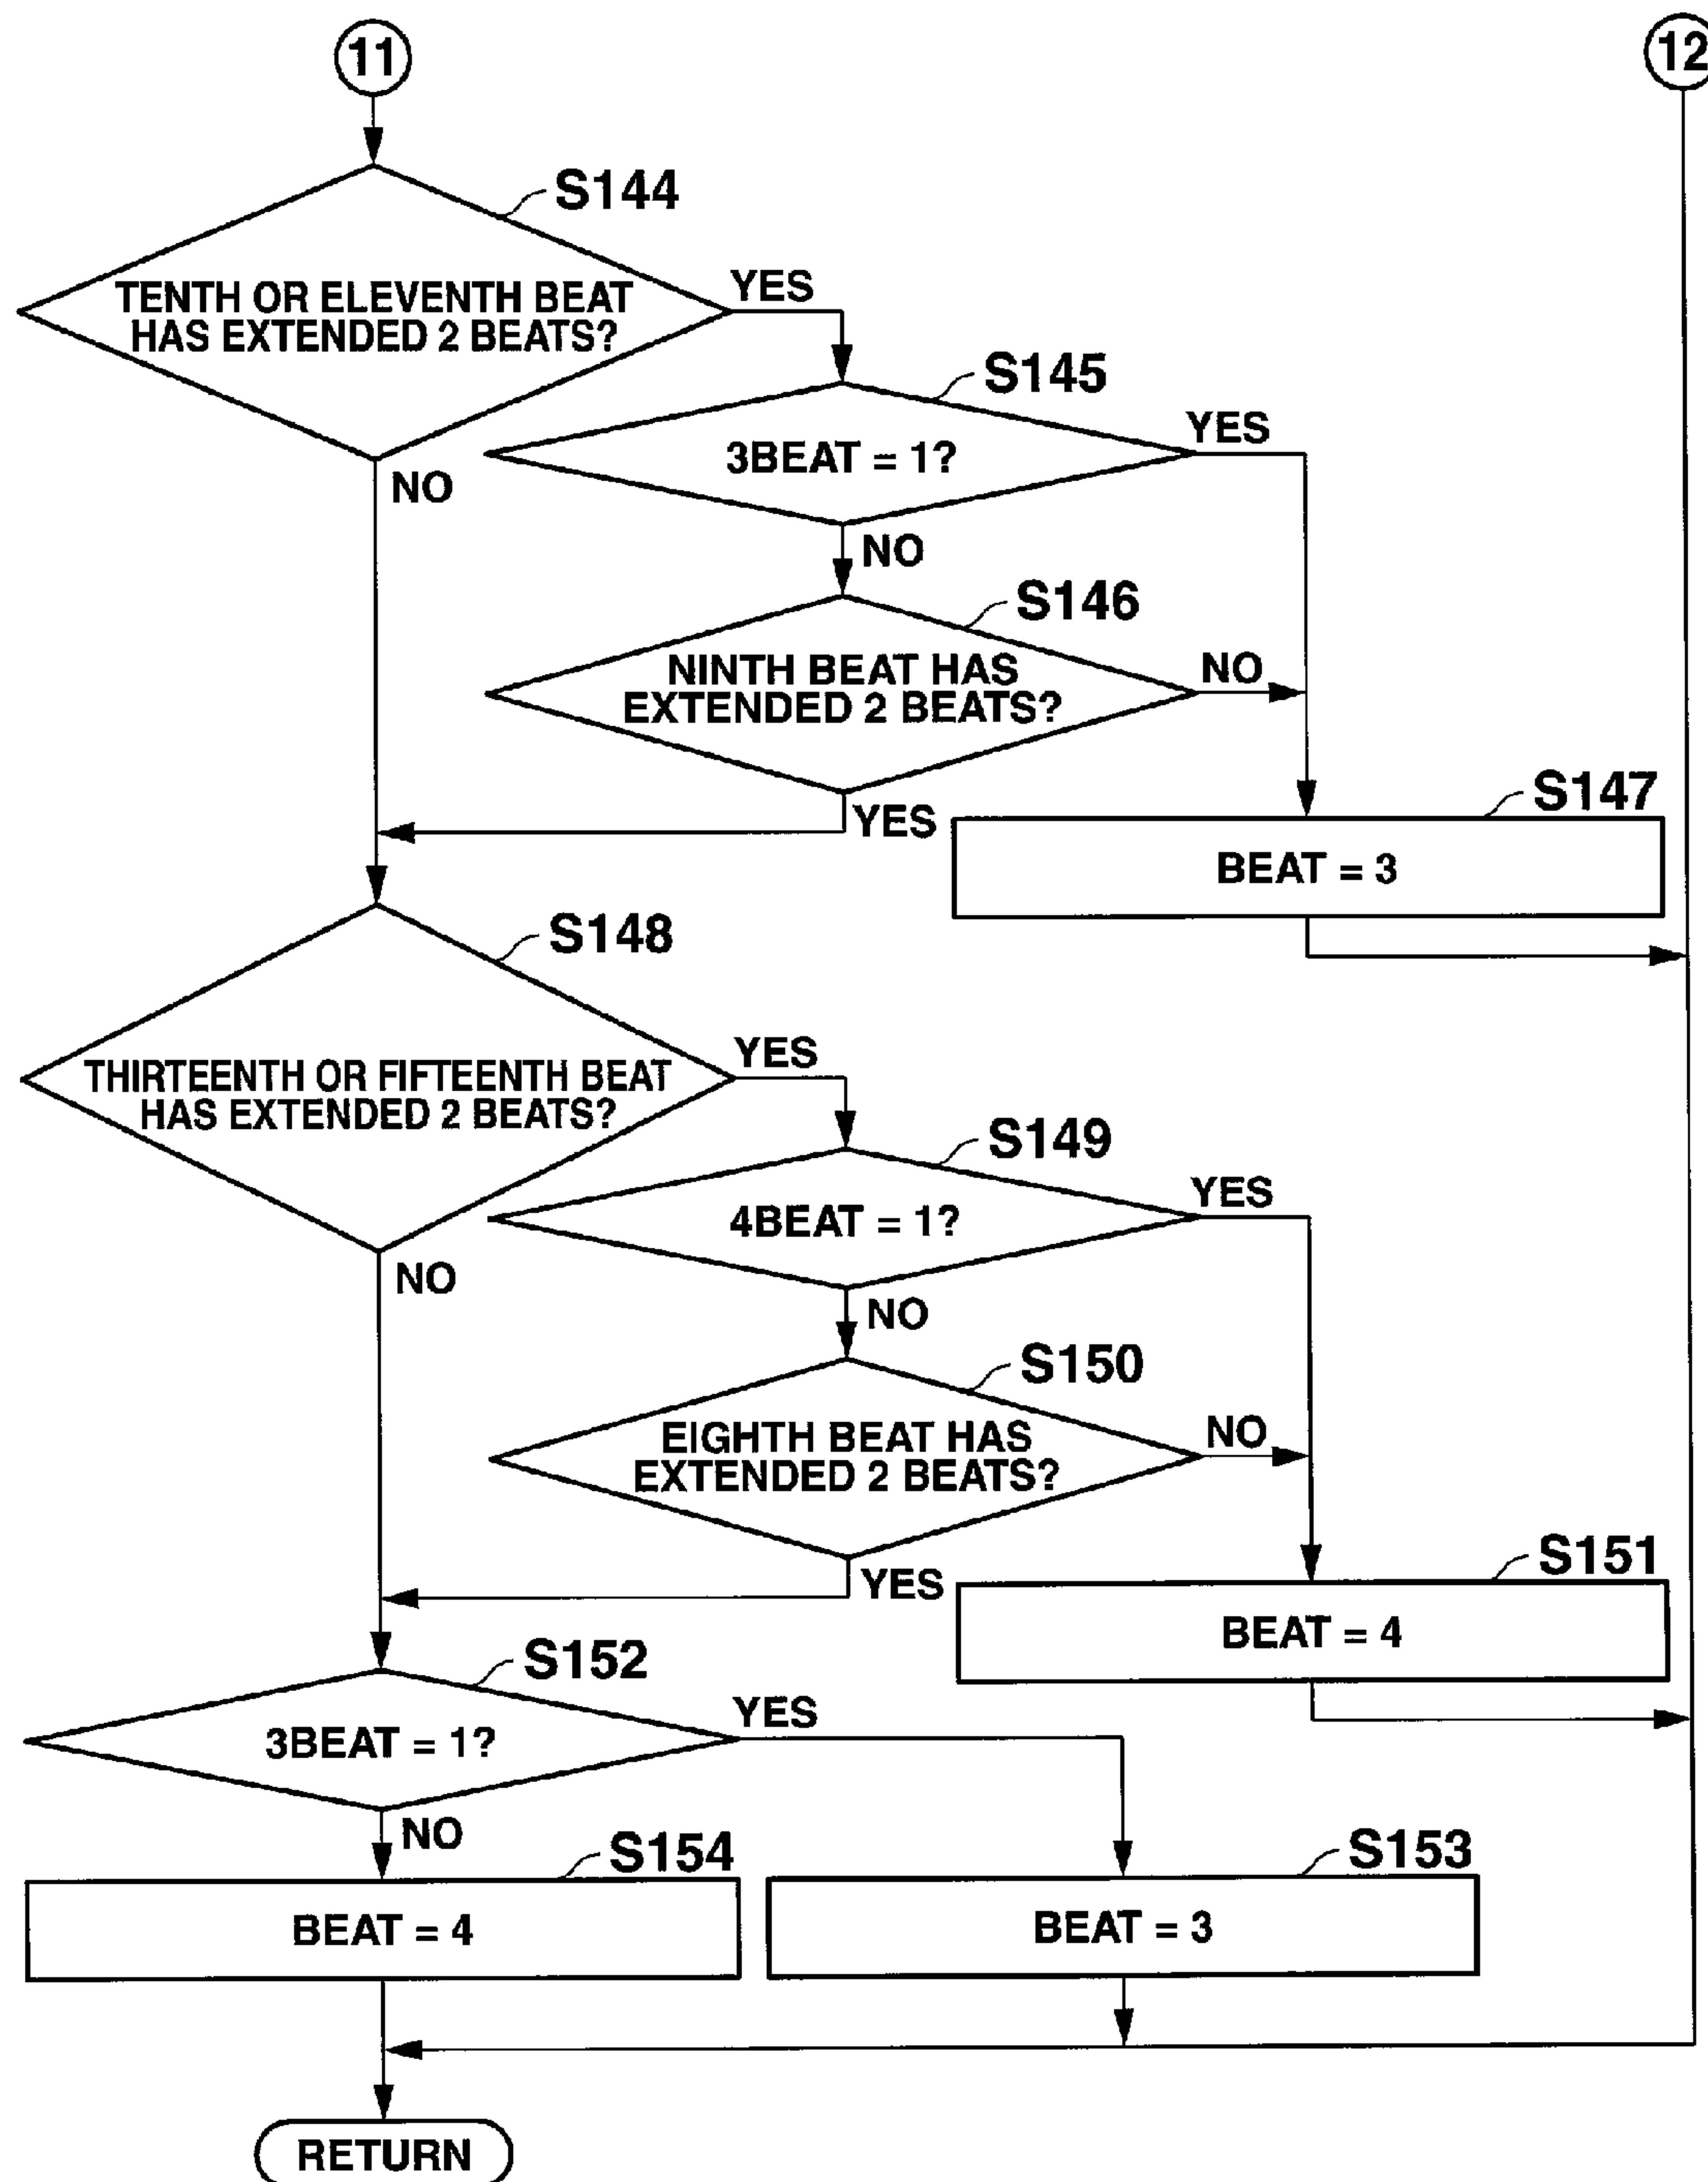 11
12
S144
TENTH OR ELEVENTH BEAT
HAS EXTENDED 2 BEATS?
YES
NO
S145
3BEAT = 1?
YES
NO
S146
NINTH BEAT HAS
EXTENDED 2 BEATS?
NO
YES
S147
BEAT = 3
S148
THIRTEENTH OR FIFTEENTH BEAT
HAS EXTENDED 2 BEATS?
YES
NO
S149
4BEAT = 1?
YES
NO
S150
EIGHTH BEAT HAS
EXTENDED 2 BEATS?
NO
YES
S151
BEAT = 4
S152
3BEAT = 1?
YES
NO
S154
BEAT = 4
S153
BEAT = 3
RETURN